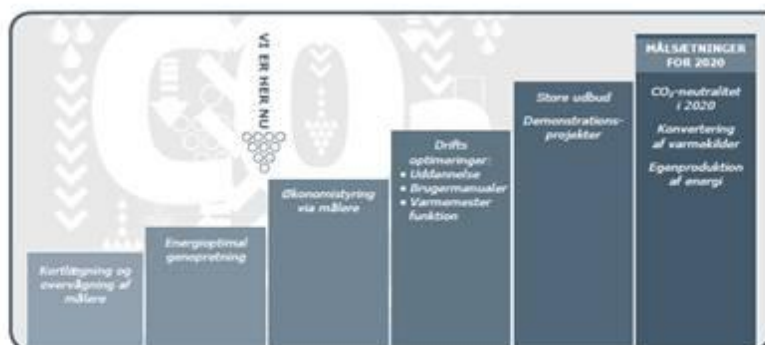 VI ER HER NU
Kortlægning og
overvågning af
målere
Energioptimal
genopretning
Økonomistyring
via målere
Drifts
optimeringer:
• Uddannelse
• Brugermanualer
• Varmemester
funktion
Store udbud
Demonstrations-
projekter
MÅLSÆTNINGER
FOR 2020
CO₂-neutralitet
i 2020
Konvertering
af varmekilder
Egenproduktion
af energi